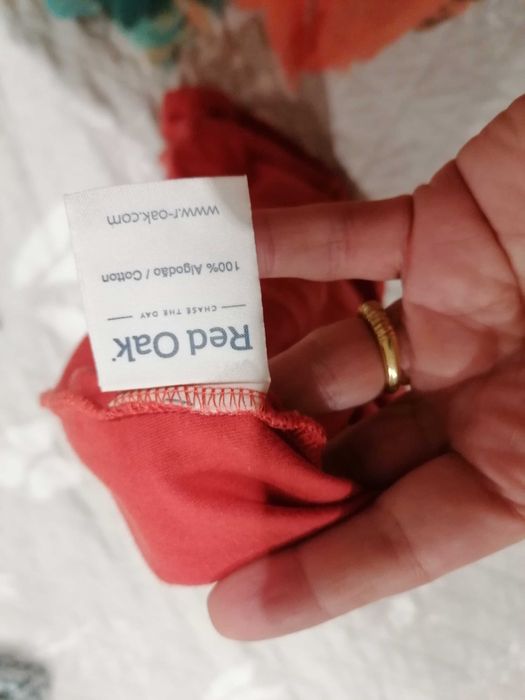 Red Oak
CHASE THE DAY
100% Algodão / Cotton
www.r-oak.com